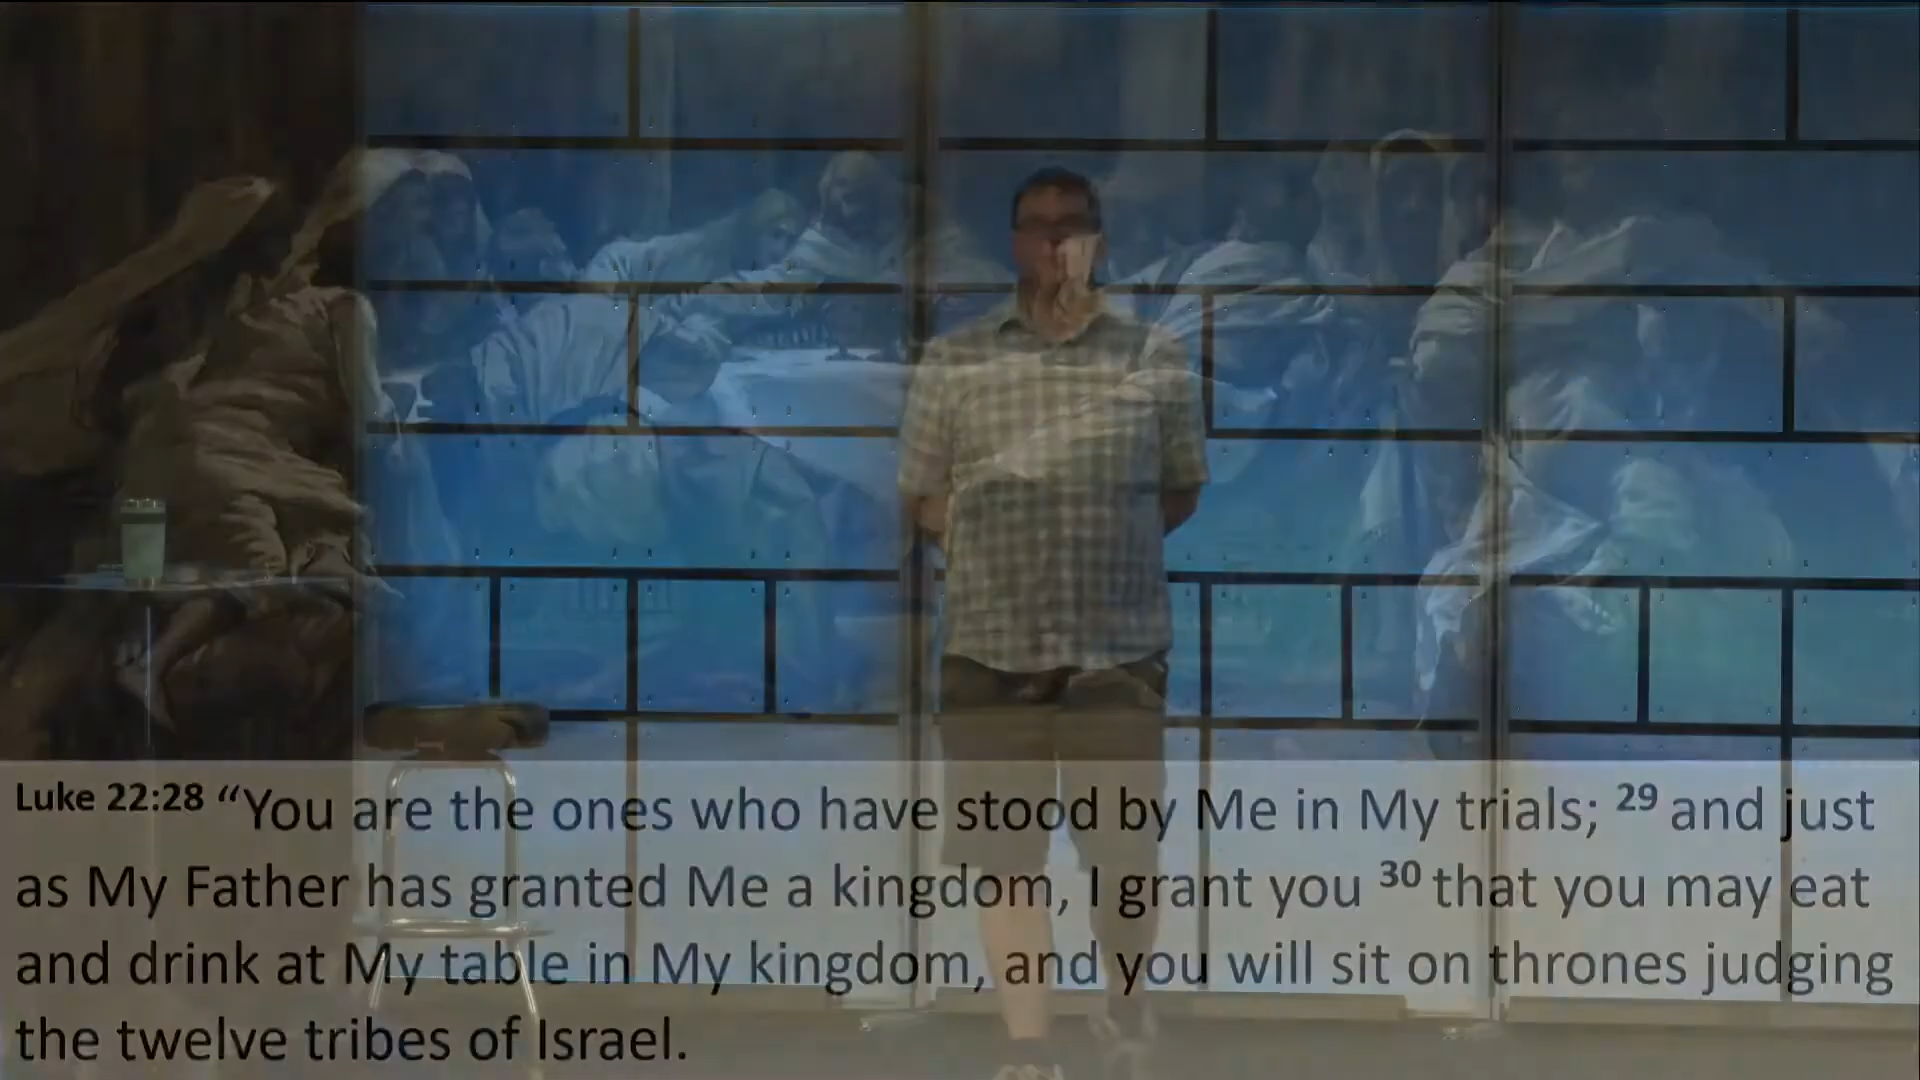 Luke 22:28 “You are the ones who have stood by Me in My trials; 29 and just
as My Father has granted Me a kingdom, I grant you 30 that you may eat
and drink at My table in My kingdom, and you will sit on thrones judging
the twelve tribes of Israel.